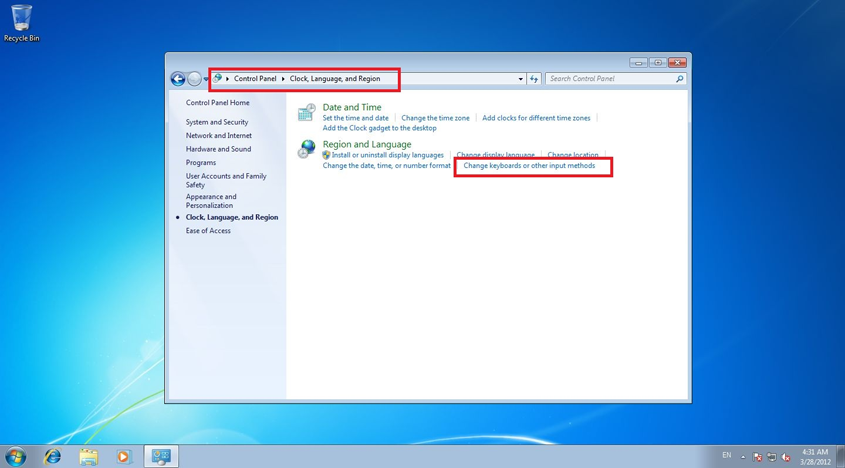 Recycle Bin
Control Panel ▸ Clock, Language, and Region
Search Control Panel
Control Panel Home
System and Security
Network and Internet
Hardware and Sound
Programs
User Accounts and Family
Safety
Appearance and
Personalization
Clock, Language, and Region
Ease of Access
Date and Time
Set the time and date | Change the time zone | Add clocks for different time zones |
Add the Clock gadget to the desktop
Region and Language
Install or uninstall display languages | Change display language | Change location |
Change the date, time, or number format | Change keyboards or other input methods
EN
4:31 AM
3/28/2012